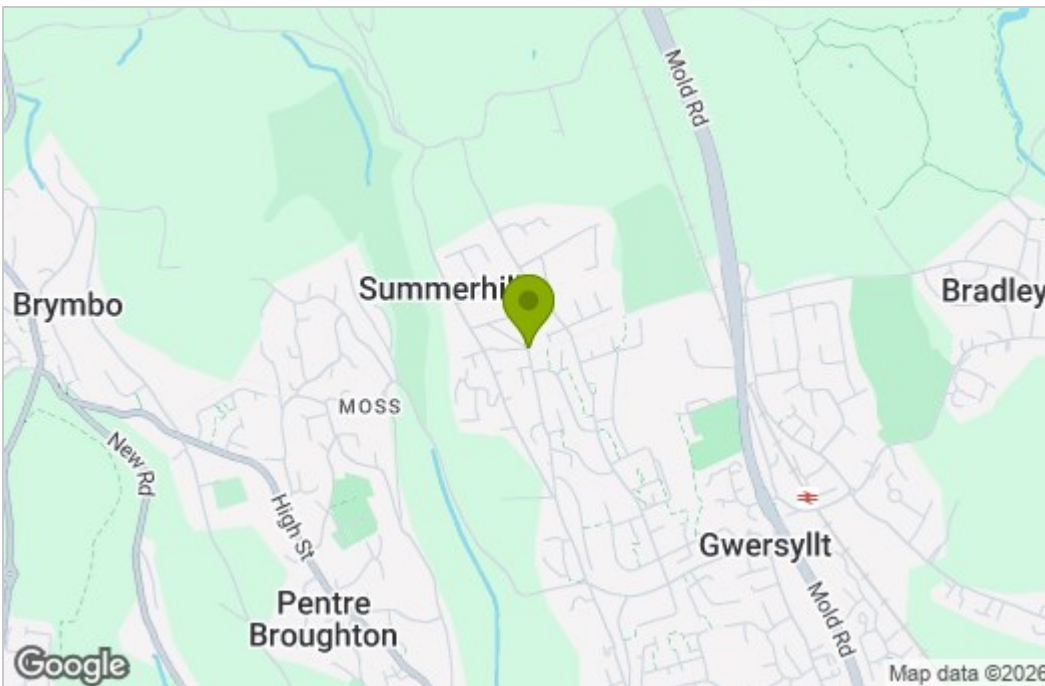 Mold Rd
Summerhill
Brymbo
Bradley
MOSS
New Rd
High St
Gwersyllt
Pentre
Broughton
Mold Rd
Google
Map data ©2026